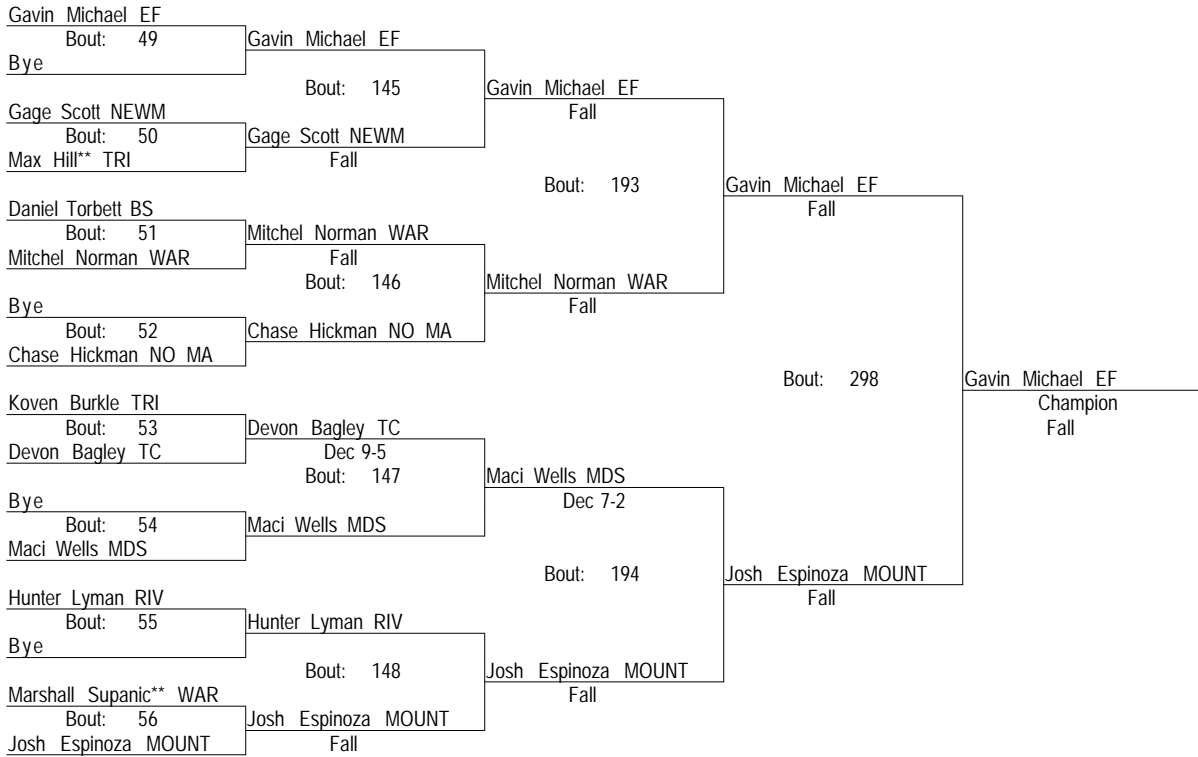 Gavin Michael EF
Bout: 49
Bye
Gavin Michael EF
Bout: 145
Gage Scott NEWM
Bout: 50
Max Hill** TRI
Gage Scott NEWM
Fall
Gavin Michael EF
Fall
Bout: 193
Daniel Torbett BS
Bout: 51
Mitchel Norman WAR
Mitchel Norman WAR
Fall
Bout: 146
Bye
Bout: 52
Chase Hickman NO MA
Chase Hickman NO MA
Mitchel Norman WAR
Fall
Gavin Michael EF
Fall
Bout: 298
Koven Burkle TRI
Bout: 53
Devon Bagley TC
Devon Bagley TC
Dec 9-5
Bout: 147
Bye
Bout: 54
Maci Wells MDS
Maci Wells MDS
Maci Wells MDS
Dec 7-2
Bout: 194
Hunter Lyman RIV
Bout: 55
Bye
Hunter Lyman RIV
Bout: 148
Marshall Supanic** WAR
Bout: 56
Josh Espinoza MOUNT
Josh Espinoza MOUNT
Fall
Josh Espinoza MOUNT
Fall
Josh Espinoza MOUNT
Fall
Gavin Michael EF
Champion
Fall